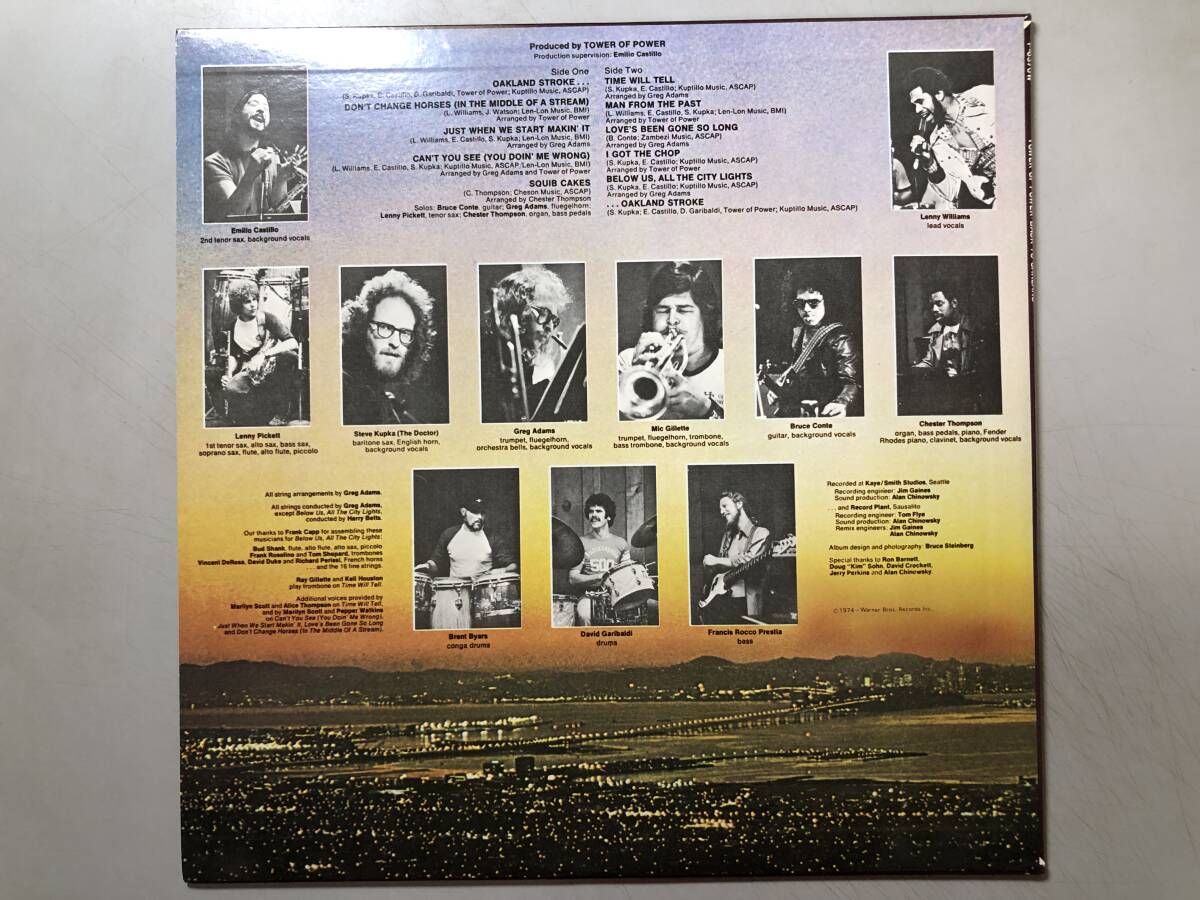 Produced by TOWER OF POWER
Production supervision: Emilio Castillo
Side One
OAKLAND STROKE . . .
(S. Kupka, E. Castillo, D. Garibaldi, Tower of Power; Kuptillo Music, ASCAP)
DON'T CHANGE HORSES (IN THE MIDDLE OF A STREAM)
(L. Williams, J. Watson; Len-Lon Music, BMI)
Arranged by Tower of Power
JUST WHEN WE START MAKIN' IT
(L. Williams, E. Castillo, S. Kupka; Len-Lon Music, BMI)
Arranged by Greg Adams
CAN'T YOU SEE (YOU DOIN' ME WRONG)
(L. Williams, E. Castillo, S. Kupka; Kuptillo Music, ASCAP/Len-Lon Music, BMI)
Arranged by Greg Adams and Tower of Power
SQUIB CAKES
(C. Thompson; Cheson Music, ASCAP)
Arranged by Chester Thompson
Solos: Bruce Conte, guitar; Greg Adams, fluegelhorn;
Lenny Pickett, tenor sax; Chester Thompson, organ, bass pedals
Side Two
TIME WILL TELL
(S. Kupka, E. Castillo; Kuptillo Music, ASCAP)
Arranged by Greg Adams
MAN FROM THE PAST
(L. Williams, E. Castillo, S. Kupka; Len-Lon Music, BMI)
Arranged by Tower of Power
LOVE'S BEEN GONE SO LONG
(B. Conte; Zambezi Music, ASCAP)
Arranged by Greg Adams
I GOT THE CHOP
(S. Kupka, E. Castillo; Kuptillo Music, ASCAP)
Arranged by Tower of Power
BELOW US, ALL THE CITY LIGHTS
(S. Kupka, E. Castillo; Kuptillo Music, ASCAP)
Arranged by Greg Adams
. . . OAKLAND STROKE
(S. Kupka; E. Castillo, D. Garibaldi, Tower of Power; Kuptillo Music, ASCAP)
Emilio Castillo
2nd tenor sax, background vocals
Lenny Williams
lead vocals
Lenny Pickett
1st tenor sax, alto sax, bass sax,
soprano sax, flute, alto flute, piccolo
Steve Kupka (The Doctor)
baritone sax, English horn,
background vocals
Greg Adams
trumpet, fluegelhorn,
orchestra bells, background vocals
Mic Gillette
trumpet, fluegelhorn, trombone,
bass trombone, background vocals
Bruce Conte
guitar, background vocals
Chester Thompson
organ, bass pedals, piano, Fender
Rhodes piano, clavinet, background vocals
All string arrangements by Greg Adams.
All strings conducted by Greg Adams,
except Below Us, All The City Lights,
conducted by Harry Betts.
Our thanks to Frank Capp for assembling these
musicians for Below Us, All The City Lights:
Bud Shank, flute, alto flute, alto sax, piccolo
Frank Rosolino and Tom Shepard, trombones
Vincent DeRosa, David Duke and Richard Perissi, French horns
. . . and the 16 fine strings.
Ray Gillette and Kell Houston
play trombone on Time Will Tell.
Additional voices provided by
Marilyn Scott and Alice Thompson on Time Will Tell,
and by Marilyn Scott and Pepper Watkins
on Can't You See (You Doin' Me Wrong),
Just When We Start Makin' It, Love's Been Gone So Long
and Don't Change Horses (In The Middle Of A Stream).
500
Brent Byars
conga drums
David Garibaldi
drums
Francis Rocco Prestia
bass
Recorded at Kaye/Smith Studios, Seattle
Recording engineer: Jim Gaines
Sound production: Alan Chinowsky
. . . and Record Plant, Sausalito
Recording engineer: Tom Flye
Sound production: Alan Chinowsky
Remix engineers: Jim Gaines
Alan Chinowsky
Album design and photography: Bruce Steinberg
Special thanks to Ron Barnett,
Doug "Kim" Sohn, David Crockett,
Jerry Perkins and Alan Chinowsky.
©1974—Warner Bros. Records Inc.
TOWER OF POWER BACK TO OAKLAND